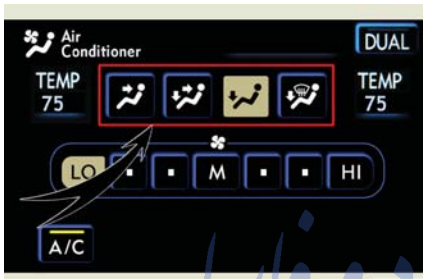 Air
Conditioner
DUAL
TEMP
75
TEMP
75
LO
M
HI
A/C